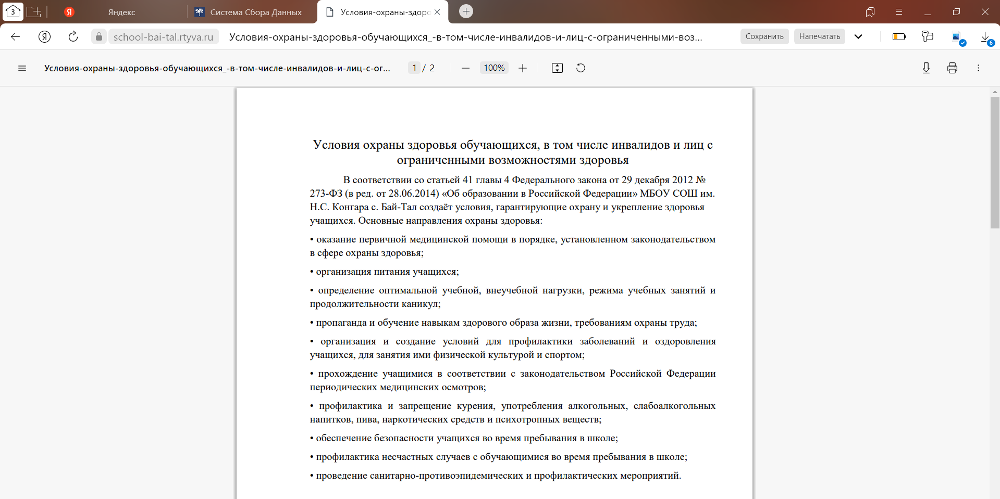 3
Я
Яндекс
Система Сбора Данных
Условия-охраны-здоро
Я
school-bai-tal.rtyva.ru
Условия-охраны-здоровья-обучающихся_-в-том-числе-инвалидов-и-лиц-с-ограниченными-воз...
Сохранить
Напечатать
6
Условия-охраны-здоровья-обучающихся_-в-том-числе-инвалидов-и-лиц-с-ог...
1 / 2
100%
Условия охраны здоровья обучающихся, в том числе инвалидов и лиц с
ограниченными возможностями здоровья
В соответствии со статьей 41 главы 4 Федерального закона от 29 декабря 2012 №
273-ФЗ (в ред. от 28.06.2014) «Об образовании в Российской Федерации» МБОУ СОШ им.
Н.С. Конгара с. Бай-Тал создаёт условия, гарантирующие охрану и укрепление здоровья
учащихся. Основные направления охраны здоровья:
• оказание первичной медицинской помощи в порядке, установленном законодательством
в сфере охраны здоровья;
• организация питания учащихся;
• определение оптимальной учебной, внеучебной нагрузки, режима учебных занятий и
продолжительности каникул;
• пропаганда и обучение навыкам здорового образа жизни, требованиям охраны труда;
• организация и создание условий для профилактики заболеваний и оздоровления
учащихся, для занятия ими физической культурой и спортом;
• прохождение учащимися в соответствии с законодательством Российской Федерации
периодических медицинских осмотров;
• профилактика и запрещение курения, употребления алкогольных, слабоалкогольных
напитков, пива, наркотических средств и психотропных веществ;
• обеспечение безопасности учащихся во время пребывания в школе;
• профилактика несчастных случаев с обучающимися во время пребывания в школе;
• проведение санитарно-противоэпидемических и профилактических мероприятий.